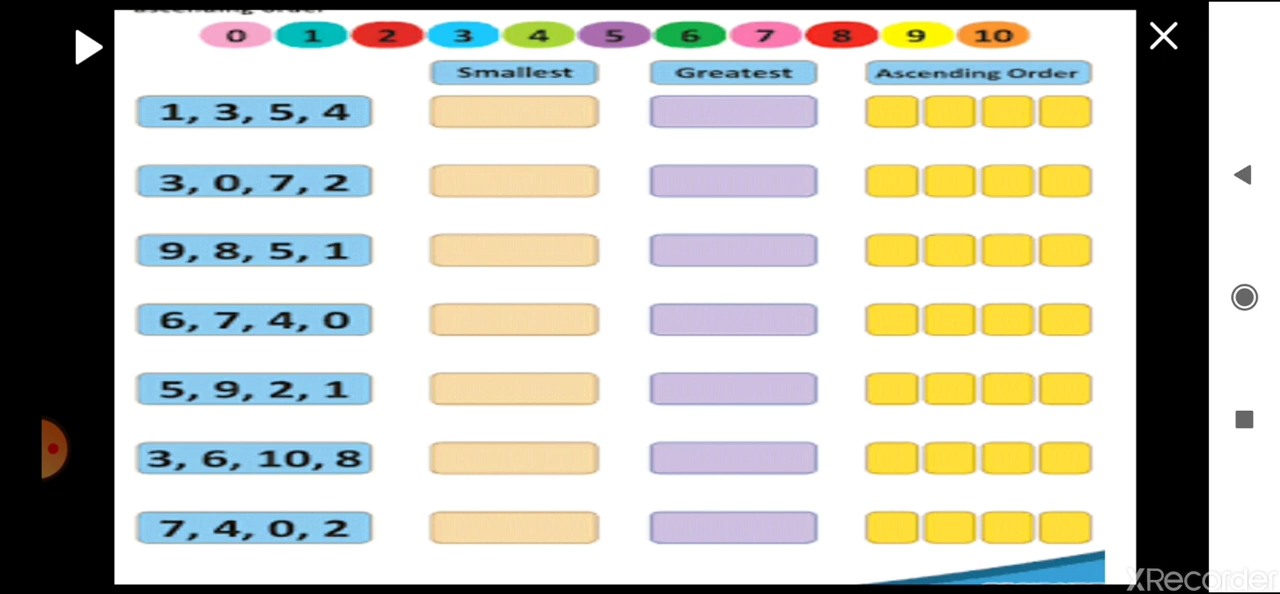 ascending order
0 1 2 3 4 5 6 7 8 9 10
Smallest Greatest Ascending Order
1, 3, 5, 4
3, 0, 7, 2
9, 8, 5, 1
6, 7, 4, 0
5, 9, 2, 1
3, 6, 10, 8
7, 4, 0, 2
XRecorder